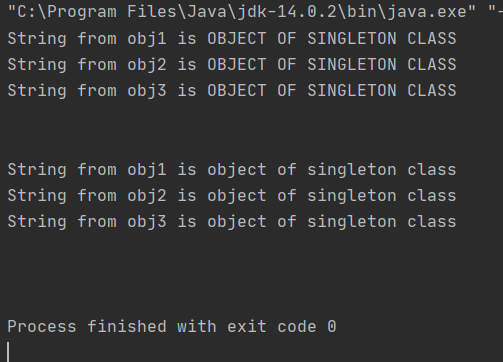 "C:\Program Files\Java\jdk-14.0.2\bin\java.exe" "-
String from obj1 is OBJECT OF SINGLETON CLASS
String from obj2 is OBJECT OF SINGLETON CLASS
String from obj3 is OBJECT OF SINGLETON CLASS
String from obj1 is object of singleton class
String from obj2 is object of singleton class
String from obj3 is object of singleton class
Process finished with exit code 0